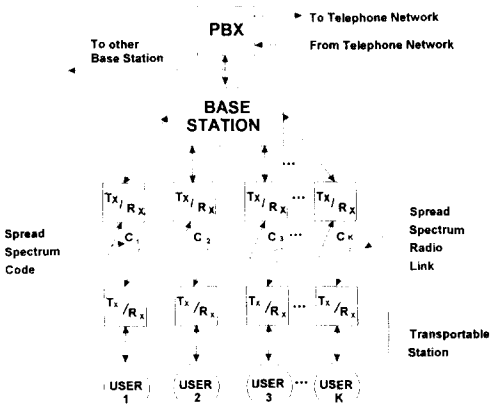 PBX
To Telephone Network
From Telephone Network
To other
Base Station
BASE
STATION
...
Tx/Rx Tx/Rx Tx/Rx ... Tx/Rx
Spread
Spectrum
Code
C1 C2 C3 ... CK
Spread
Spectrum
Radio
Link
Tx/Rx Tx/Rx Tx/Rx ... Tx/Rx
Transportable
Station
USER USER USER ... USER
1 2 3 K